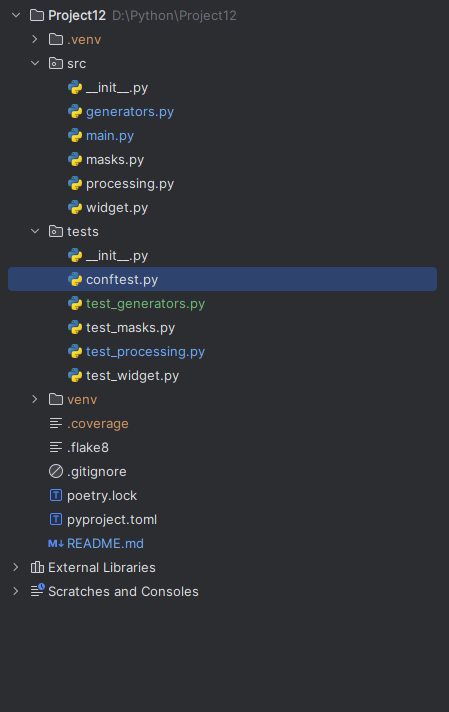 Project12 D:\Python\Project12
.venv
src
__init__.py
generators.py
main.py
masks.py
processing.py
widget.py
tests
__init__.py
conftest.py
test_generators.py
test_masks.py
test_processing.py
test_widget.py
venv
.coverage
.flake8
.gitignore
poetry.lock
pyproject.toml
M↓ README.md
External Libraries
Scratches and Consoles